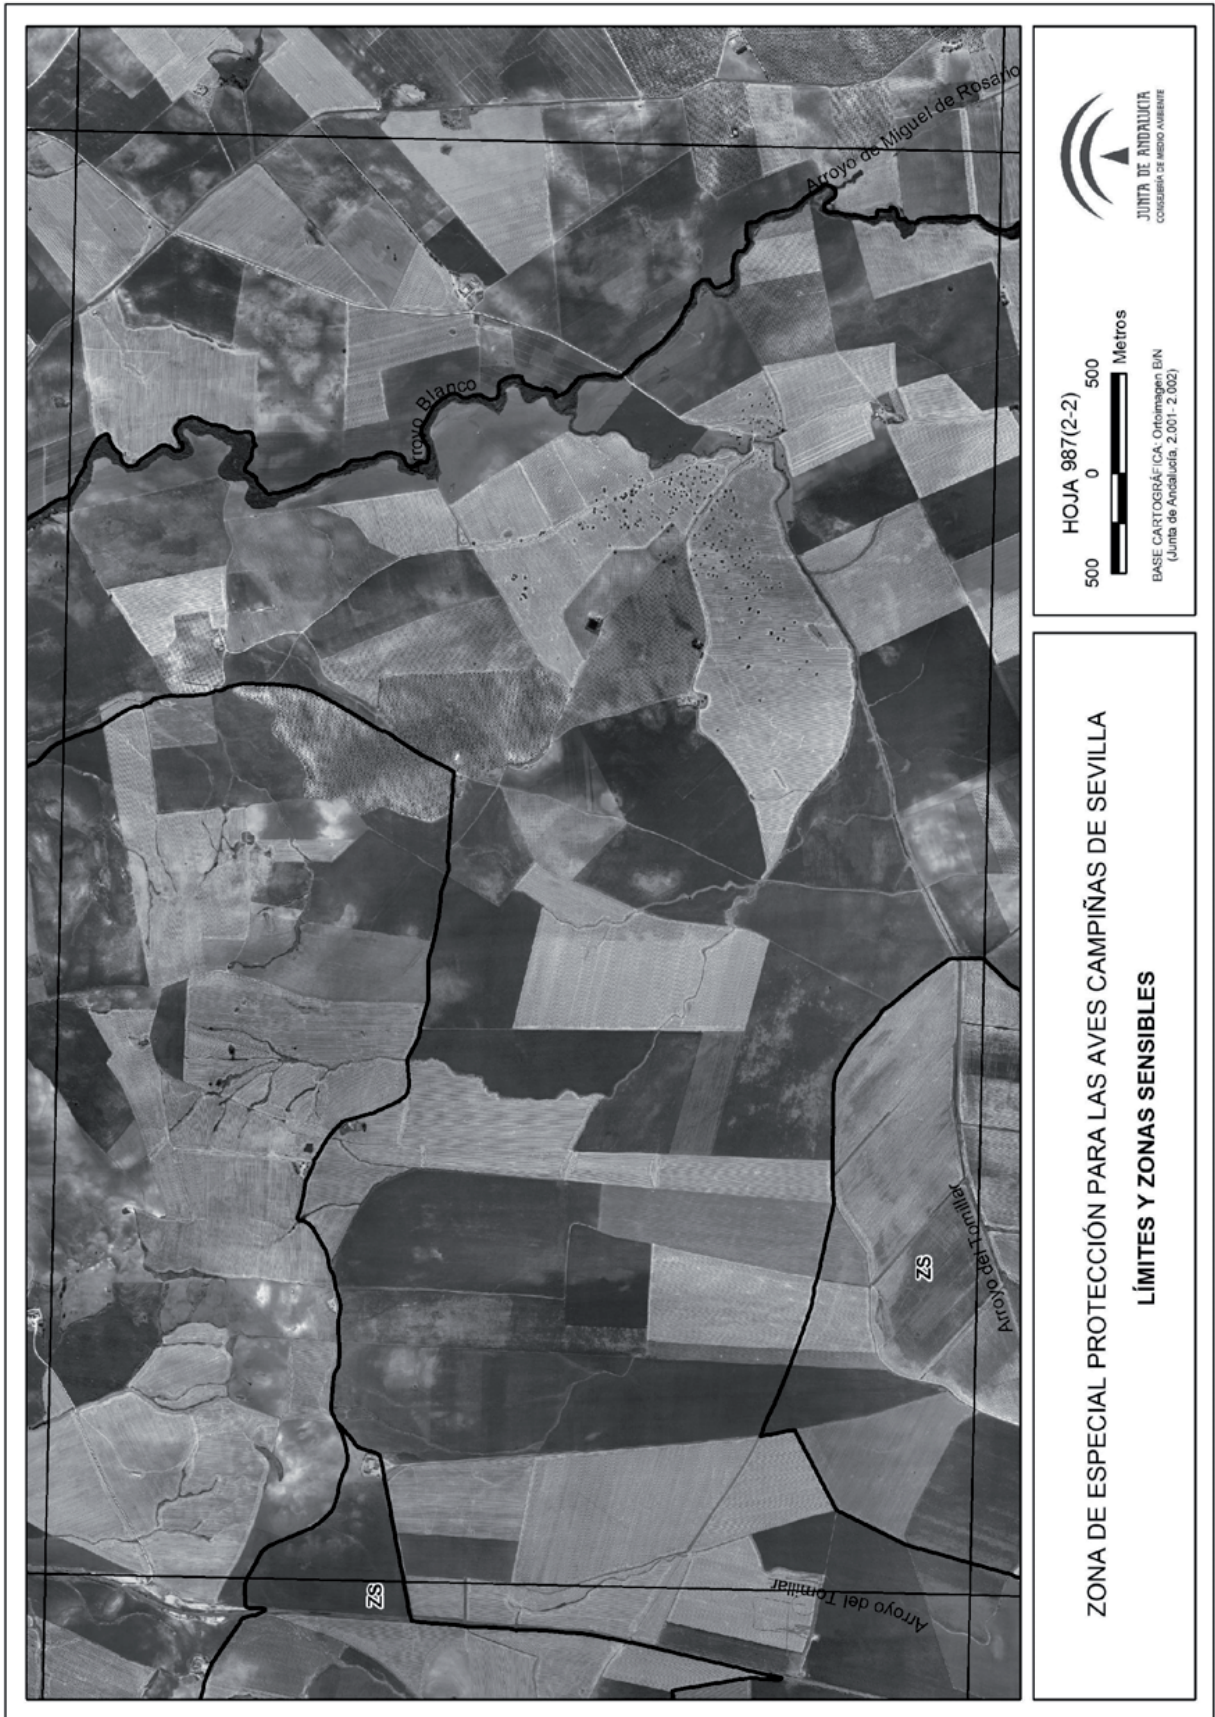 Arroyo de Miguel de Rosario
rroyo Blanco
ZS
Arroyo del Tomillar
ZS
Arroyo del Tomillar
ZONA DE ESPECIAL PROTECCIÓN PARA LAS AVES CAMPIÑAS DE SEVILLA
LÍMITES Y ZONAS SENSIBLES
HOJA 987(2-2)
500 0 500
Metros
BASE CARTOGRÁFICA: Ortoimagen B/N
(Junta de Andalucía, 2.001- 2.002)
JUNTA DE ANDALUCIA
CONSEJERÍA DE MEDIO AMBIENTE